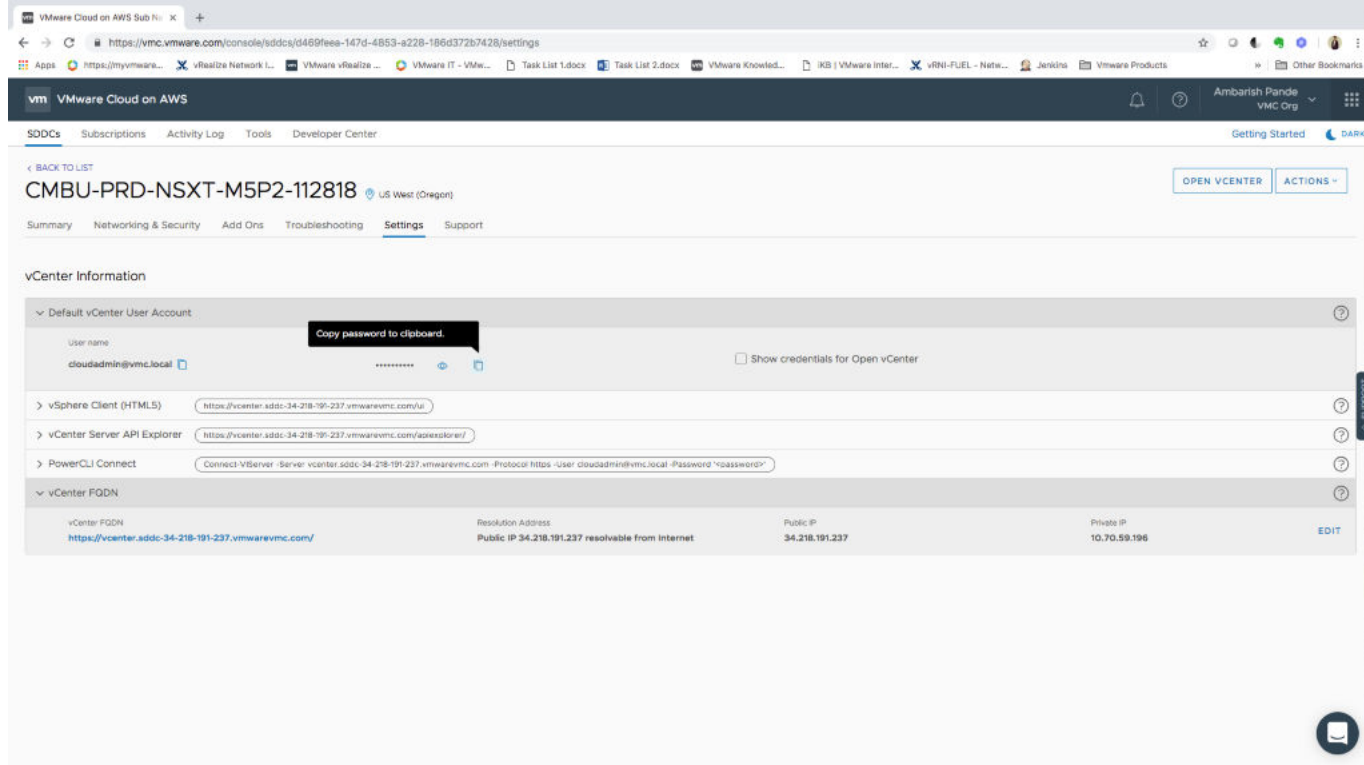 VMware Cloud on AWS Sub Ne
https://vmc.vmware.com/console/sddcs/d469feea-147d-4853-a228-186d372b7428/settings
Apps https://myvmware... vRealize Network I... VMware vRealize ... VMware IT - VMw... Task List 1.docx Task List 2.docx VMware Knowled... iKB | VMware Inter... vRNI-FUEL - Netw... Jenkins Vmware Products » Other Bookmarks
vm VMware Cloud on AWS
Ambarish Pande
VMC Org
SDDCs Subscriptions Activity Log Tools Developer Center Getting Started DARK
< BACK TO LIST
CMBU-PRD-NSXT-M5P2-112818 US West (Oregon)
OPEN VCENTER ACTIONS
Summary Networking & Security Add Ons Troubleshooting Settings Support
vCenter Information
Default vCenter User Account
Copy password to clipboard.
User name
cloudadmin@vmc.local •••••••••• Show credentials for Open vCenter
vSphere Client (HTML5) https://vcenter.sddc-34-218-191-237.vmwarevmc.com/ui
vCenter Server API Explorer https://vcenter.sddc-34-218-191-237.vmwarevmc.com/apiexplorer/
PowerCLI Connect Connect-VIServer -Server vcenter.sddc-34-218-191-237.vmwarevmc.com -Protocol https -User cloudadmin@vmc.local -Password '<password>'
vCenter FQDN
vCenter FQDN Resolution Address Public IP Private IP
https://vcenter.sddc-34-218-191-237.vmwarevmc.com/ Public IP 34.218.191.237 resolvable from Internet 34.218.191.237 10.70.59.196 EDIT